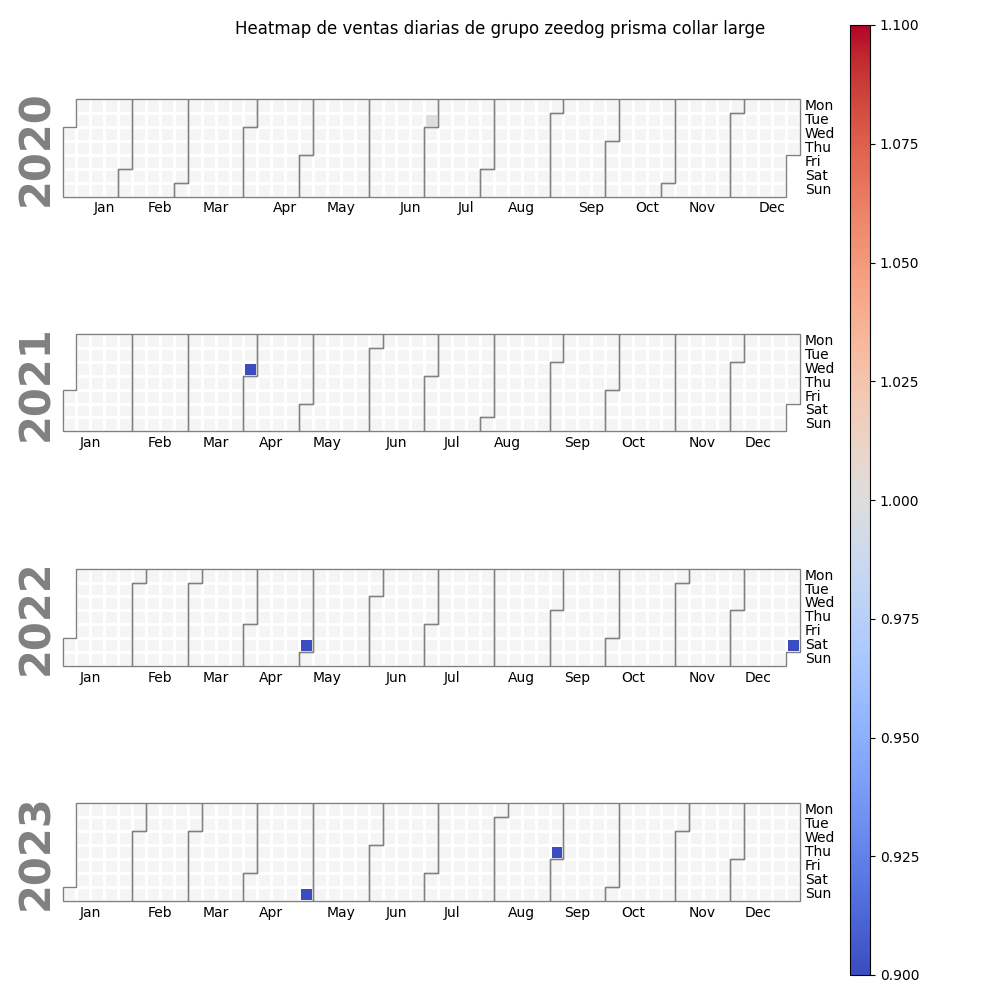 Heatmap de ventas diarias de grupo zeedog prisma collar large
2020
Mon
Tue
Wed
Thu
Fri
Sat
Sun
Jan Feb Mar Apr May Jun Jul Aug Sep Oct Nov Dec
2021
Mon
Tue
Wed
Thu
Fri
Sat
Sun
Jan Feb Mar Apr May Jun Jul Aug Sep Oct Nov Dec
2022
Mon
Tue
Wed
Thu
Fri
Sat
Sun
Jan Feb Mar Apr May Jun Jul Aug Sep Oct Nov Dec
2023
Mon
Tue
Wed
Thu
Fri
Sat
Sun
Jan Feb Mar Apr May Jun Jul Aug Sep Oct Nov Dec
1.100
1.075
1.050
1.025
1.000
0.975
0.950
0.925
0.900